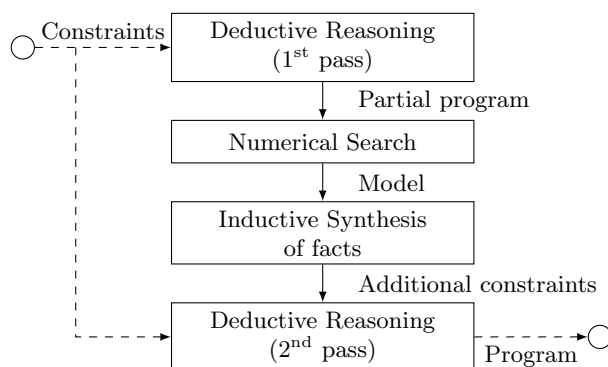 Constraints
Deductive Reasoning
(1st pass)
Partial program
Numerical Search
Model
Inductive Synthesis
of facts
Additional constraints
Deductive Reasoning
(2nd pass)
Program